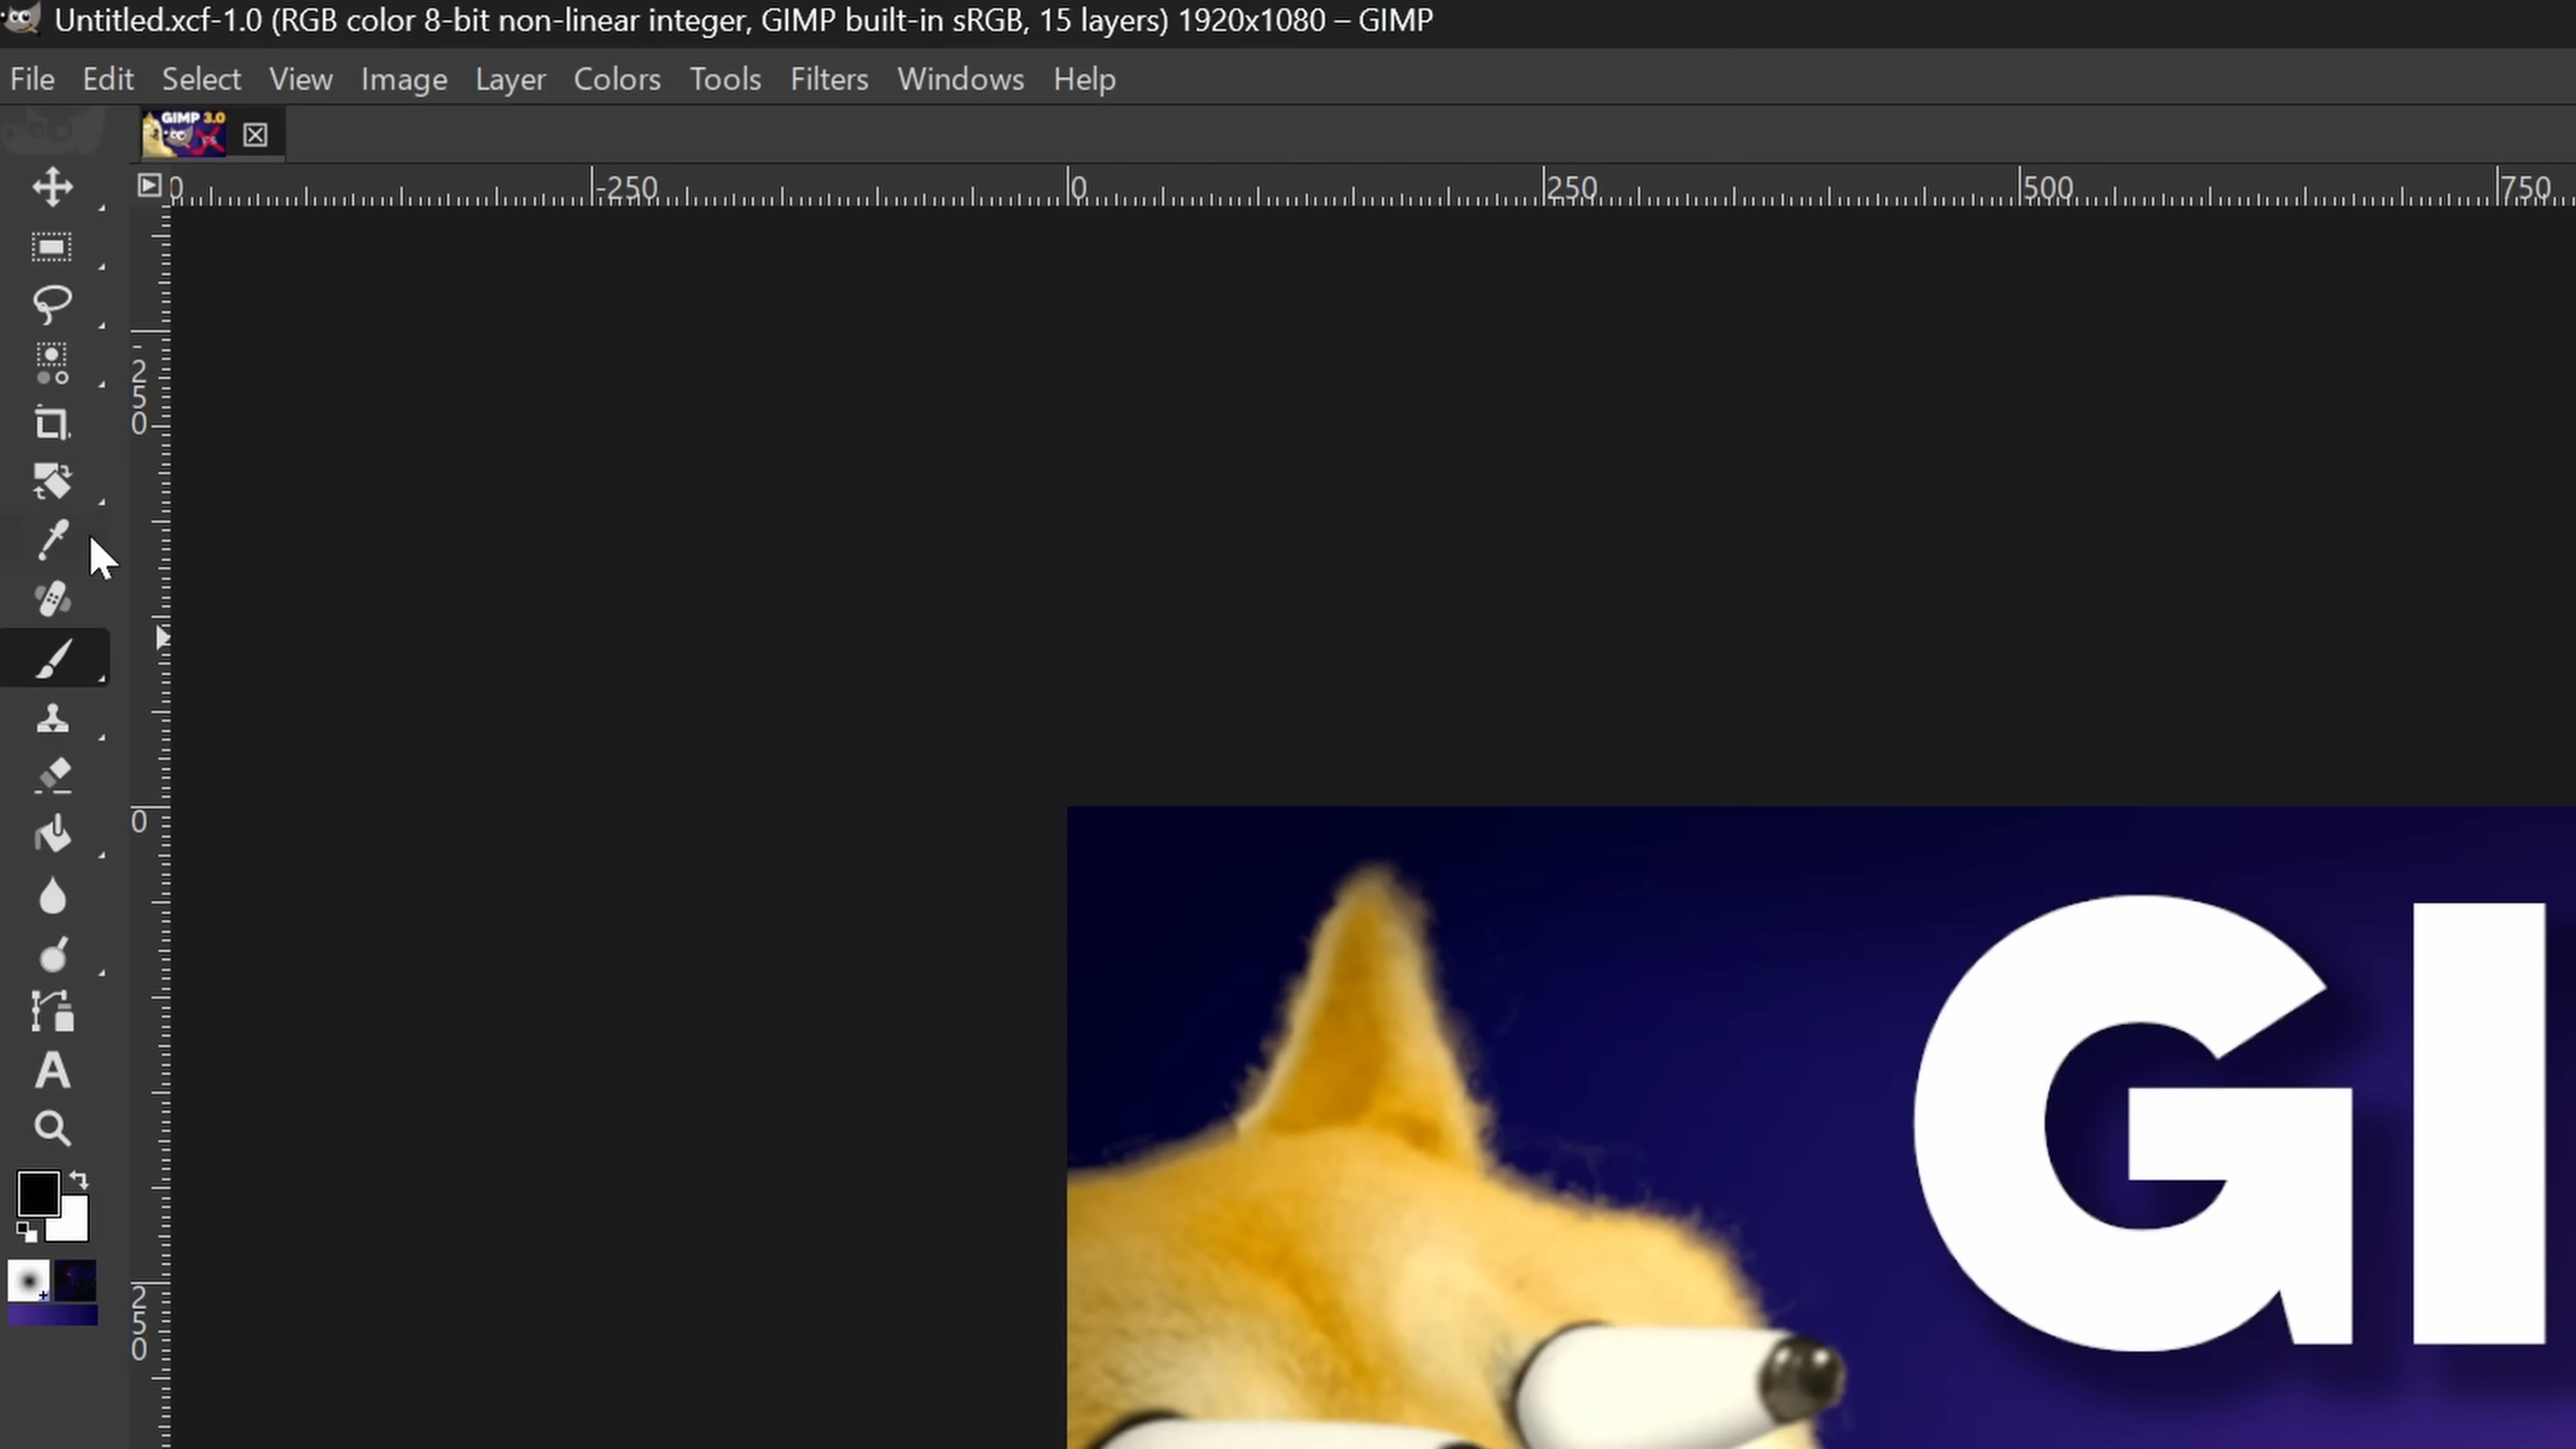 Untitled.xcf-1.0 (RGB color 8-bit non-linear integer, GIMP built-in sRGB, 15 layers) 1920x1080 – GIMP
File Edit Select View Image Layer Colors Tools Filters Windows Help
GIMP 3.0
0 -250 0 250 500 750
-250
0
250
A
GI